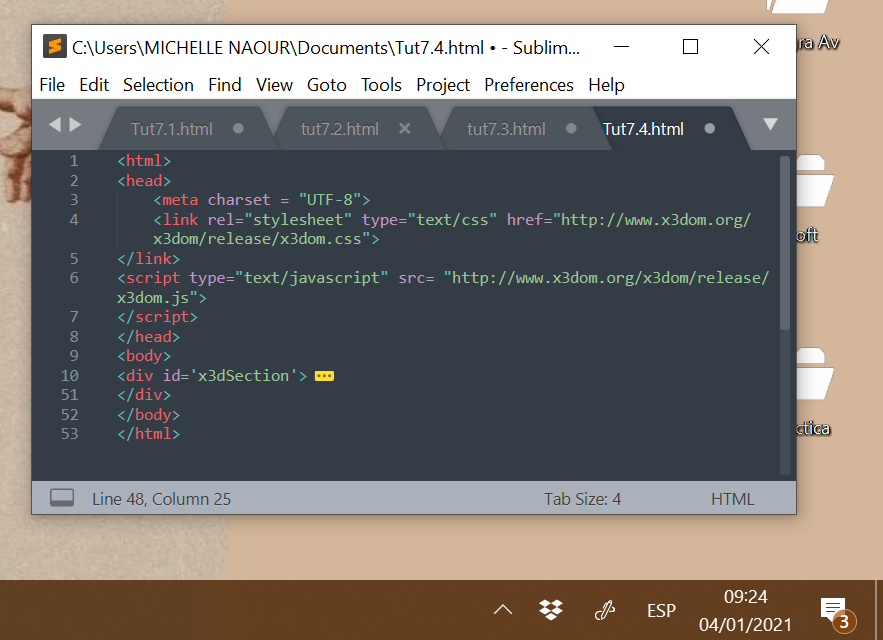 ra Av
C:\Users\MICHELLE NAOUR\Documents\Tut7.4.html • - Sublim...
File Edit Selection Find View Goto Tools Project Preferences Help
Tut7.1.html tut7.2.html tut7.3.html Tut7.4.html
1 <html>
2 <head>
3 <meta charset = "UTF-8">
4 <link rel="stylesheet" type="text/css" href="http://www.x3dom.org/
x3dom/release/x3dom.css">
5 </link>
6 <script type="text/javascript" src= "http://www.x3dom.org/x3dom/release/
x3dom.js">
7 </script>
8 </head>
9 <body>
10 <div id='x3dSection'>
51 </div>
52 </body>
53 </html>
oft
ctica
Line 48, Column 25 Tab Size: 4 HTML
ESP
09:24
04/01/2021
3